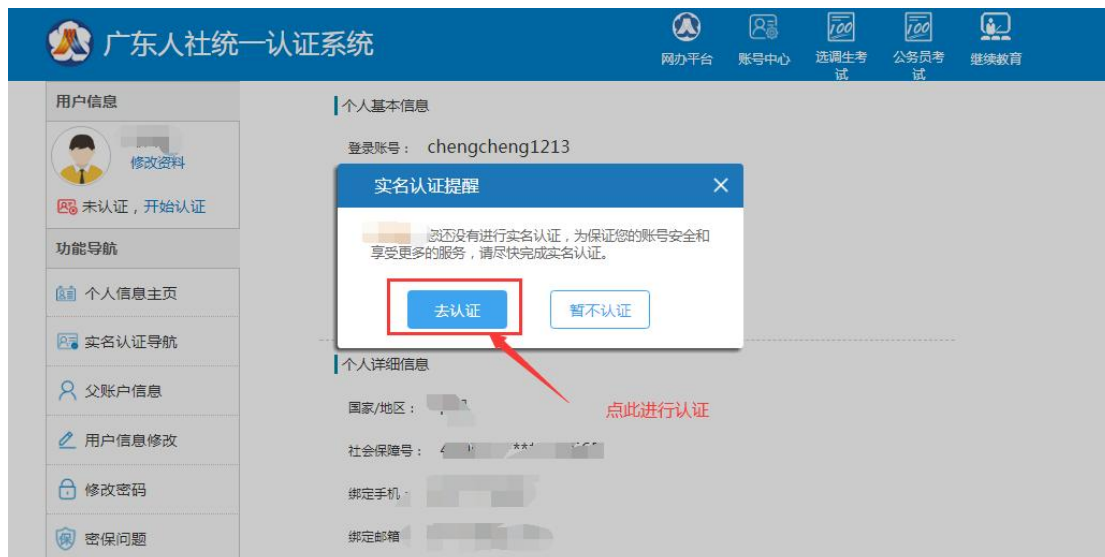 广东人社统一认证系统
网办平台
账号中心
选调生考试
公务员考试
继续教育
用户信息
修改资料
未认证，开始认证
功能导航
个人信息主页
实名认证导航
父账户信息
用户信息修改
修改密码
密保问题
个人基本信息
登录账号： chengcheng1213
实名认证提醒
您还没有进行实名认证，为保证您的账号安全和
享受更多的服务，请尽快完成实名认证。
去认证
暂不认证
点此进行认证
个人详细信息
国家/地区：
社会保障号：
绑定手机
绑定邮箱